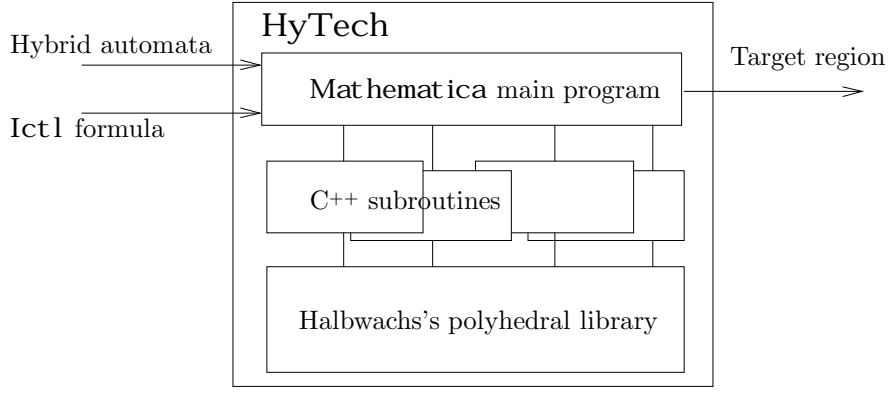 HyTech
Hybrid automata
Target region
Mathematica main program
Ictl formula
C++ subroutines
Halbwachs's polyhedral library